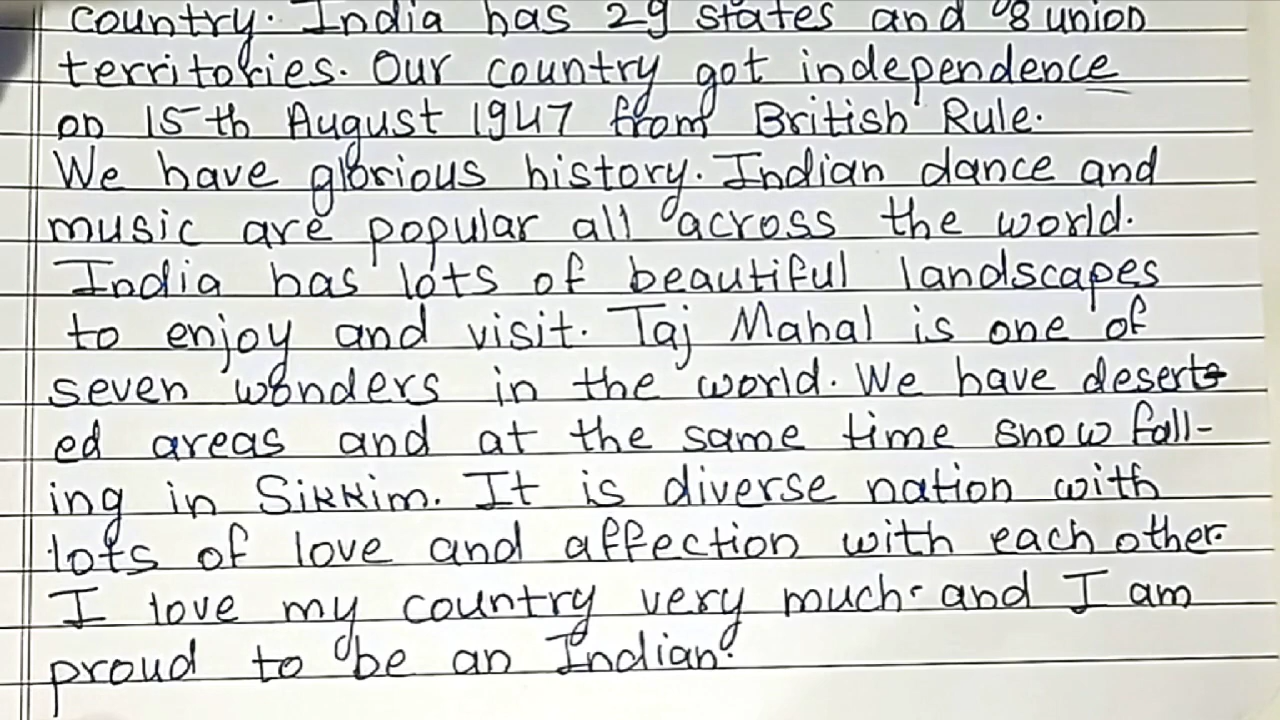 country. India has 29 states and 8 union
territories. Our country got independence
on 15th August 1947 from British Rule.
We have glorious history. Indian dance and
music are popular all across the world.
India has lots of beautiful landscapes
to enjoy and visit. Taj Mahal is one of
seven wonders in the world. We have desert-
ed areas and at the same time snow fall-
ing in Sikkim. It is diverse nation with
lots of love and affection with each other.
I love my country very much. and I am
proud to be an Indian.